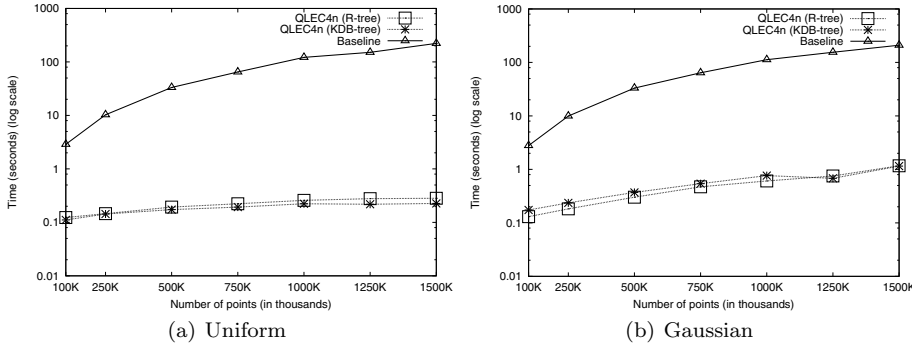 QLEC4n (R-tree)
QLEC4n (KDB-tree)
Baseline
1000
100
10
1
0.1
0.01
Time (seconds) (log scale)
100K 250K 500K 750K 1000K 1250K 1500K
Number of points (in thousands)
(a) Uniform
QLEC4n (R-tree)
QLEC4n (KDB-tree)
Baseline
1000
100
10
1
0.1
0.01
Time (seconds) (log scale)
100K 250K 500K 750K 1000K 1250K 1500K
Number of points (in thousands)
(b) Gaussian